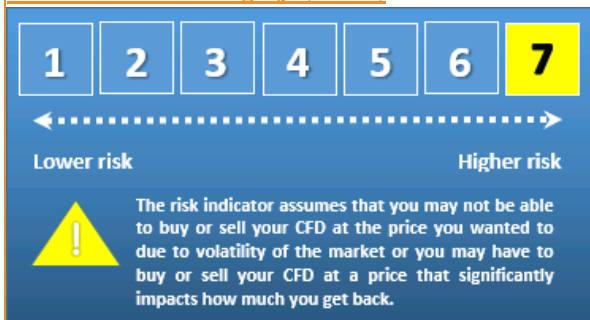 1 2 3 4 5 6 7
Lower risk Higher risk
!
The risk indicator assumes that you may not be able
to buy or sell your CFD at the price you wanted to
due to volatility of the market or you may have to
buy or sell your CFD at a price that significantly
impacts how much you get back.